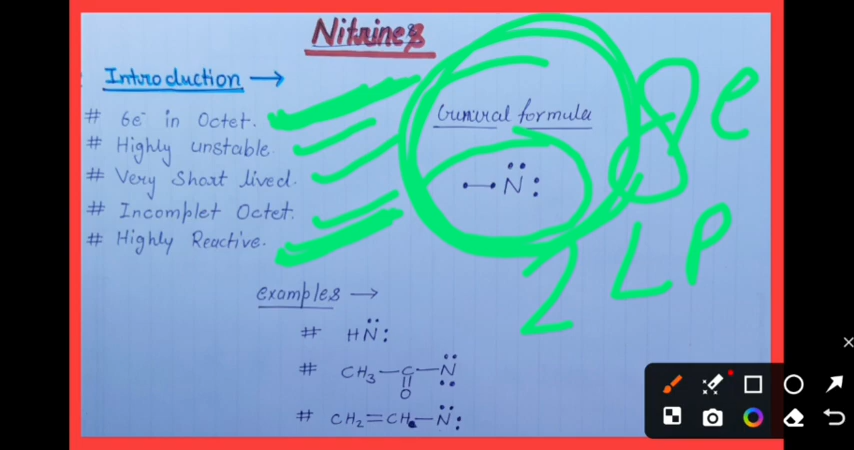 Nitrines
Introduction →
# 6e⁻ in Octet.
# Highly unstable.
# Very Short lived.
# Incomplet Octet.
# Highly Reactive.
General formula
•—•N̈:
8e
2LP
examples →
# HN̈:
# CH₃—C—N̈:
||
O
# CH₂=CH—N̈: